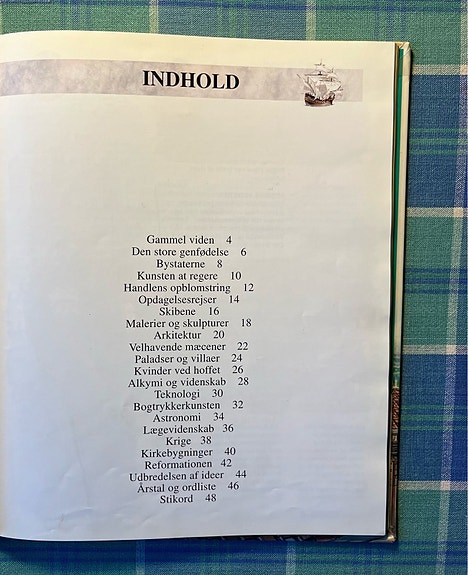 INDHOLD
Gammel viden 4
Den store genfødelse 6
Bystaterne 8
Kunsten at regere 10
Handlens opblomstring 12
Opdagelsesrejser 14
Skibene 16
Malerier og skulpturer 18
Arkitektur 20
Velhavende mæcener 22
Paladser og villaer 24
Kvinder ved hoffet 26
Alkymi og videnskab 28
Teknologi 30
Bogtrykkerkunsten 32
Astronomi 34
Lægevidenskab 36
Krige 38
Kirkebygninger 40
Reformationen 42
Udbredelsen af ideer 44
Årstal og ordliste 46
Stikord 48